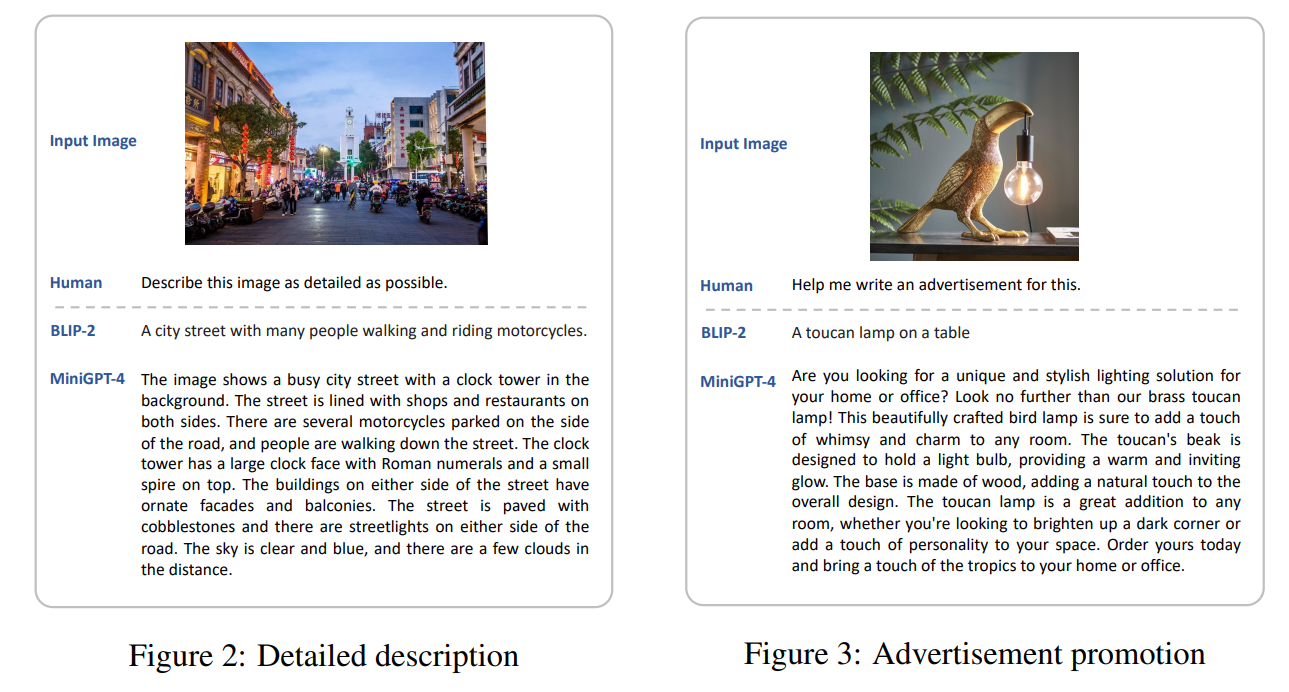 Input Image
Human Describe this image as detailed as possible.
BLIP-2 A city street with many people walking and riding motorcycles.
MiniGPT-4 The image shows a busy city street with a clock tower in the
background. The street is lined with shops and restaurants on
both sides. There are several motorcycles parked on the side
of the road, and people are walking down the street. The clock
tower has a large clock face with Roman numerals and a small
spire on top. The buildings on either side of the street have
ornate facades and balconies. The street is paved with
cobblestones and there are streetlights on either side of the
road. The sky is clear and blue, and there are a few clouds in
the distance.
Figure 2: Detailed description
Input Image
Human Help me write an advertisement for this.
BLIP-2 A toucan lamp on a table
MiniGPT-4 Are you looking for a unique and stylish lighting solution for
your home or office? Look no further than our brass toucan
lamp! This beautifully crafted bird lamp is sure to add a touch
of whimsy and charm to any room. The toucan's beak is
designed to hold a light bulb, providing a warm and inviting
glow. The base is made of wood, adding a natural touch to the
overall design. The toucan lamp is a great addition to any
room, whether you're looking to brighten up a dark corner or
add a touch of personality to your space. Order yours today
and bring a touch of the tropics to your home or office.
Figure 3: Advertisement promotion